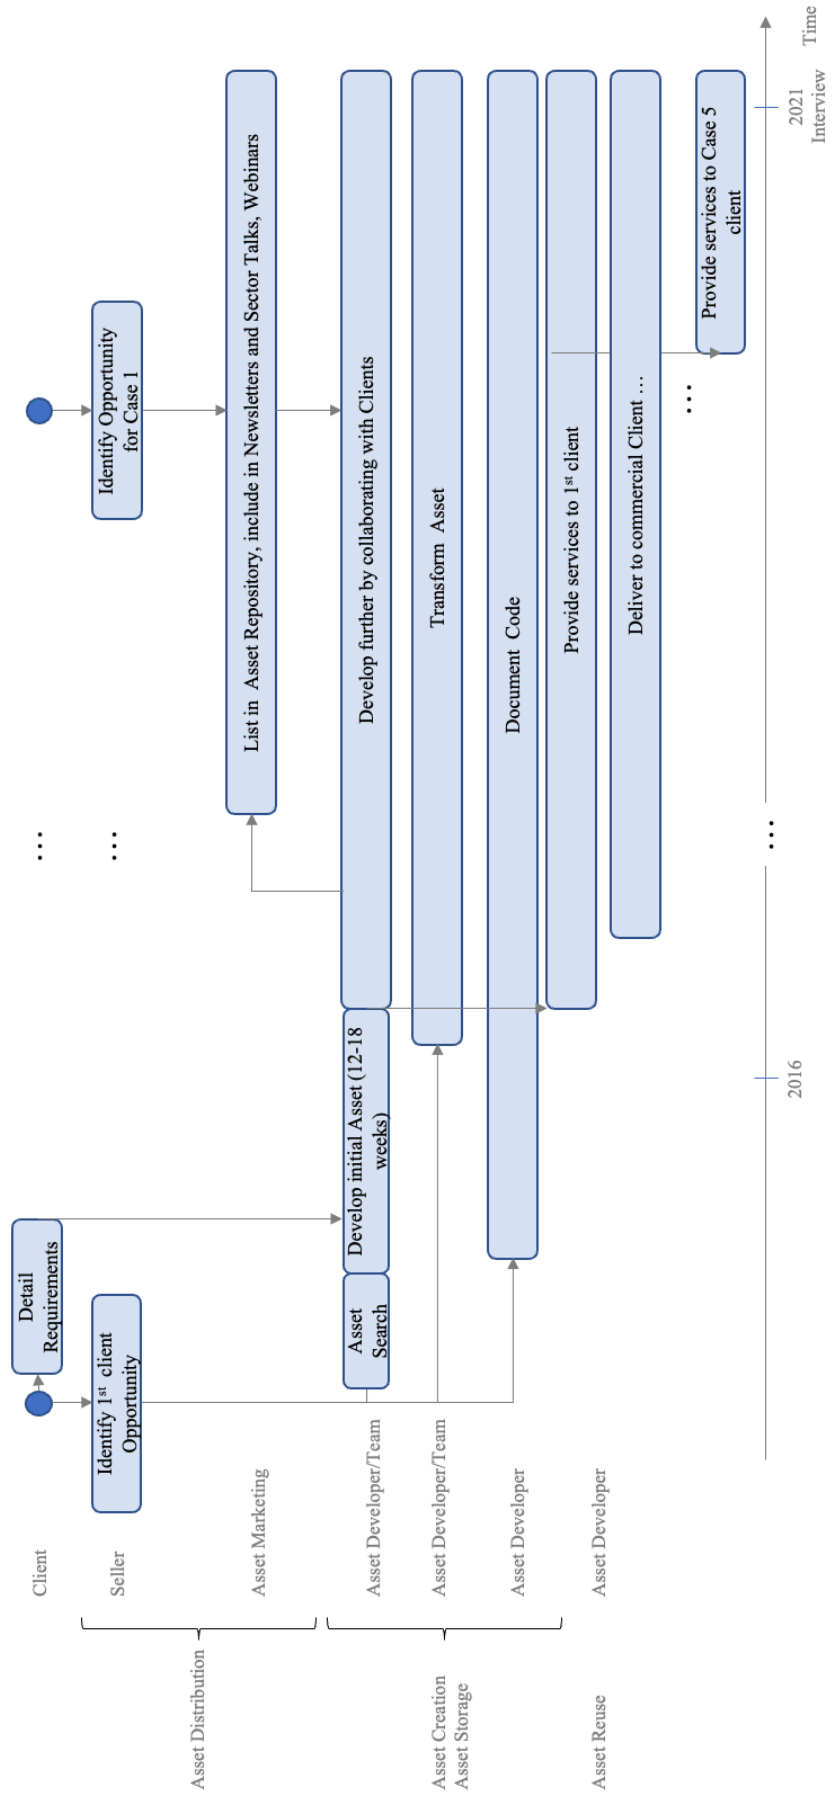 Client
Detail
Requirements
…
Seller
Identify 1st client
Opportunity
…
Identify Opportunity
for Case 1
Asset Distribution
Asset Marketing
List in Asset Repository, include in Newsletters and Sector Talks, Webinars
Asset Developer/Team
Asset
Search
Develop initial Asset (12-18
weeks)
Develop further by collaborating with Clients
Asset Creation
Asset Storage
Asset Developer/Team
Transform Asset
Asset Developer
Document Code
Asset Reuse
Asset Developer
Provide services to 1st client
Deliver to commercial Client …
…
Provide services to Case 5
client
…
2016
2021
Interview
Time